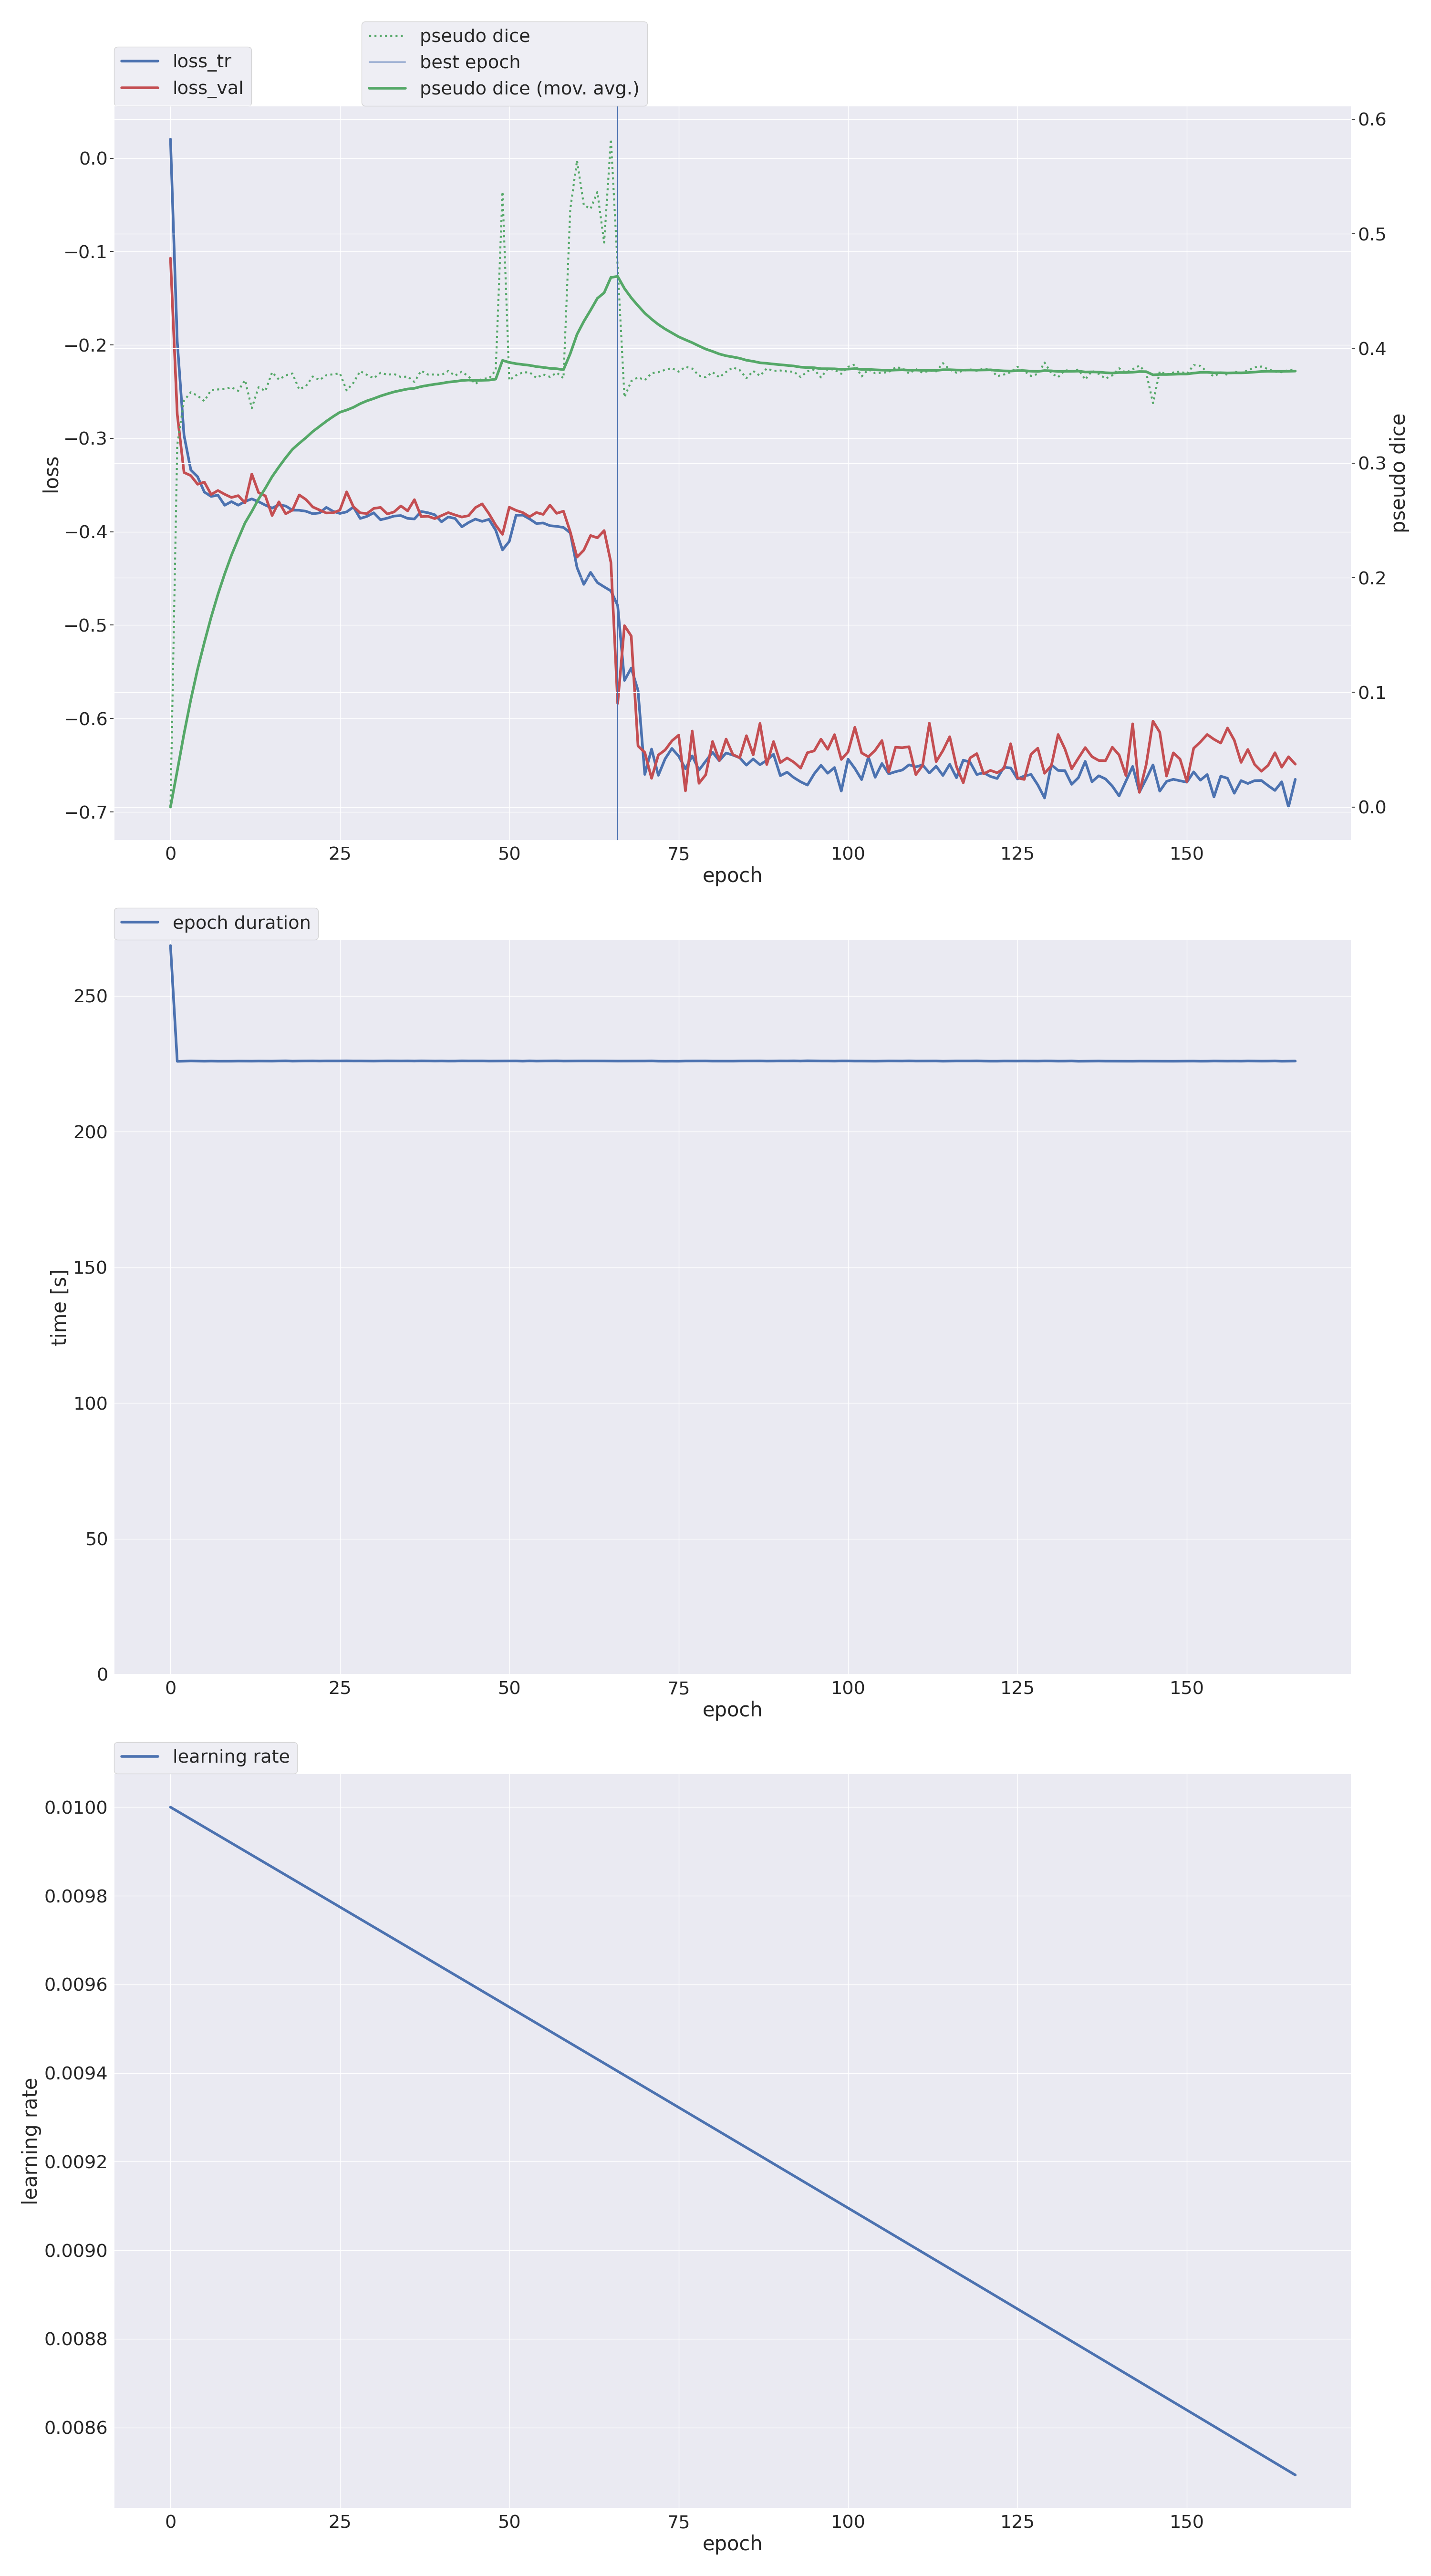 pseudo dice
best epoch
pseudo dice (mov. avg.)
loss_tr
loss_val
0.0
−0.1
−0.2
−0.3
−0.4
−0.5
−0.6
−0.7
loss
0.6
0.5
0.4
0.3
0.2
0.1
0.0
pseudo dice
0 25 50 75 100 125 150
epoch
epoch duration
250
200
150
100
50
0
time [s]
0 25 50 75 100 125 150
epoch
learning rate
0.0100
0.0098
0.0096
0.0094
0.0092
0.0090
0.0088
0.0086
learning rate
0 25 50 75 100 125 150
epoch